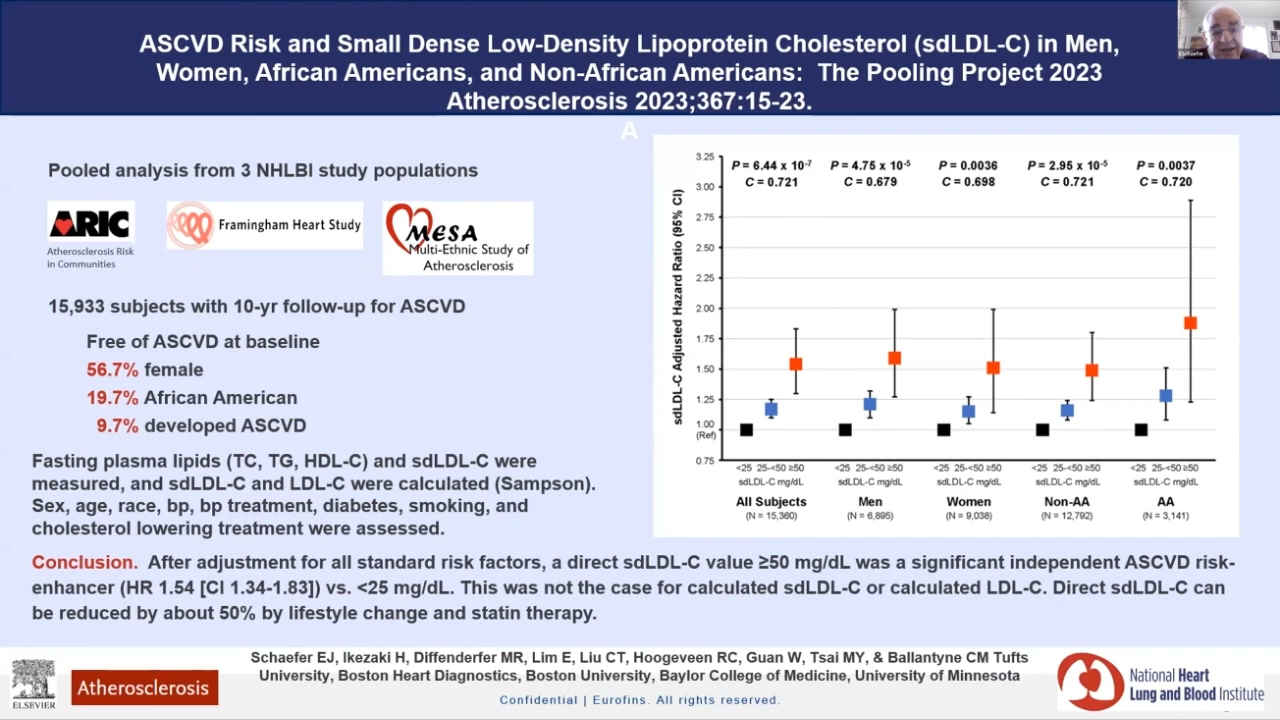 ASCVD Risk and Small Dense Low-Density Lipoprotein Cholesterol (sdLDL-C) in Men,
Women, African Americans, and Non-African Americans: The Pooling Project 2023
Atherosclerosis 2023;367:15-23.
A
Pooled analysis from 3 NHLBI study populations
ARIC
Atherosclerosis Risk
in Communities
Framingham Heart Study
MESA
Multi-Ethnic Study of
Atherosclerosis
15,933 subjects with 10-yr follow-up for ASCVD
Free of ASCVD at baseline
56.7% female
19.7% African American
9.7% developed ASCVD
Fasting plasma lipids (TC, TG, HDL-C) and sdLDL-C were
measured, and sdLDL-C and LDL-C were calculated (Sampson).
Sex, age, race, bp, bp treatment, diabetes, smoking, and
cholesterol lowering treatment were assessed.
sdLDL-C Adjusted Hazard Ratio (95% CI)
3.25
3.00
2.75
2.50
2.25
2.00
1.75
1.50
1.25
1.00
(Ref)
0.75
P = 6.44 x 10-7 P = 4.75 x 10-5 P = 0.0036 P = 2.95 x 10-5 P = 0.0037
C = 0.721 C = 0.679 C = 0.698 C = 0.721 C = 0.720
<25 25-<50 ≥50 <25 25-<50 ≥50 <25 25-<50 ≥50 <25 25-<50 ≥50 <25 25-<50 ≥50
sdLDL-C mg/dL sdLDL-C mg/dL sdLDL-C mg/dL sdLDL-C mg/dL sdLDL-C mg/dL
All Subjects Men Women Non-AA AA
(N = 15,360) (N = 6,895) (N = 9,038) (N = 12,792) (N = 3,141)
Conclusion. After adjustment for all standard risk factors, a direct sdLDL-C value ≥50 mg/dL was a significant independent ASCVD risk-
enhancer (HR 1.54 [CI 1.34-1.83]) vs. <25 mg/dL. This was not the case for calculated sdLDL-C or calculated LDL-C. Direct sdLDL-C can
be reduced by about 50% by lifestyle change and statin therapy.
ELSEVIER
Atherosclerosis
Schaefer EJ, Ikezaki H, Diffenderfer MR, Lim E, Liu CT, Hoogeveen RC, Guan W, Tsai MY, & Ballantyne CM Tufts
University, Boston Heart Diagnostics, Boston University, Baylor College of Medicine, University of Minnesota
Confidential | Eurofins. All rights reserved.
National Heart
Lung and Blood Institute